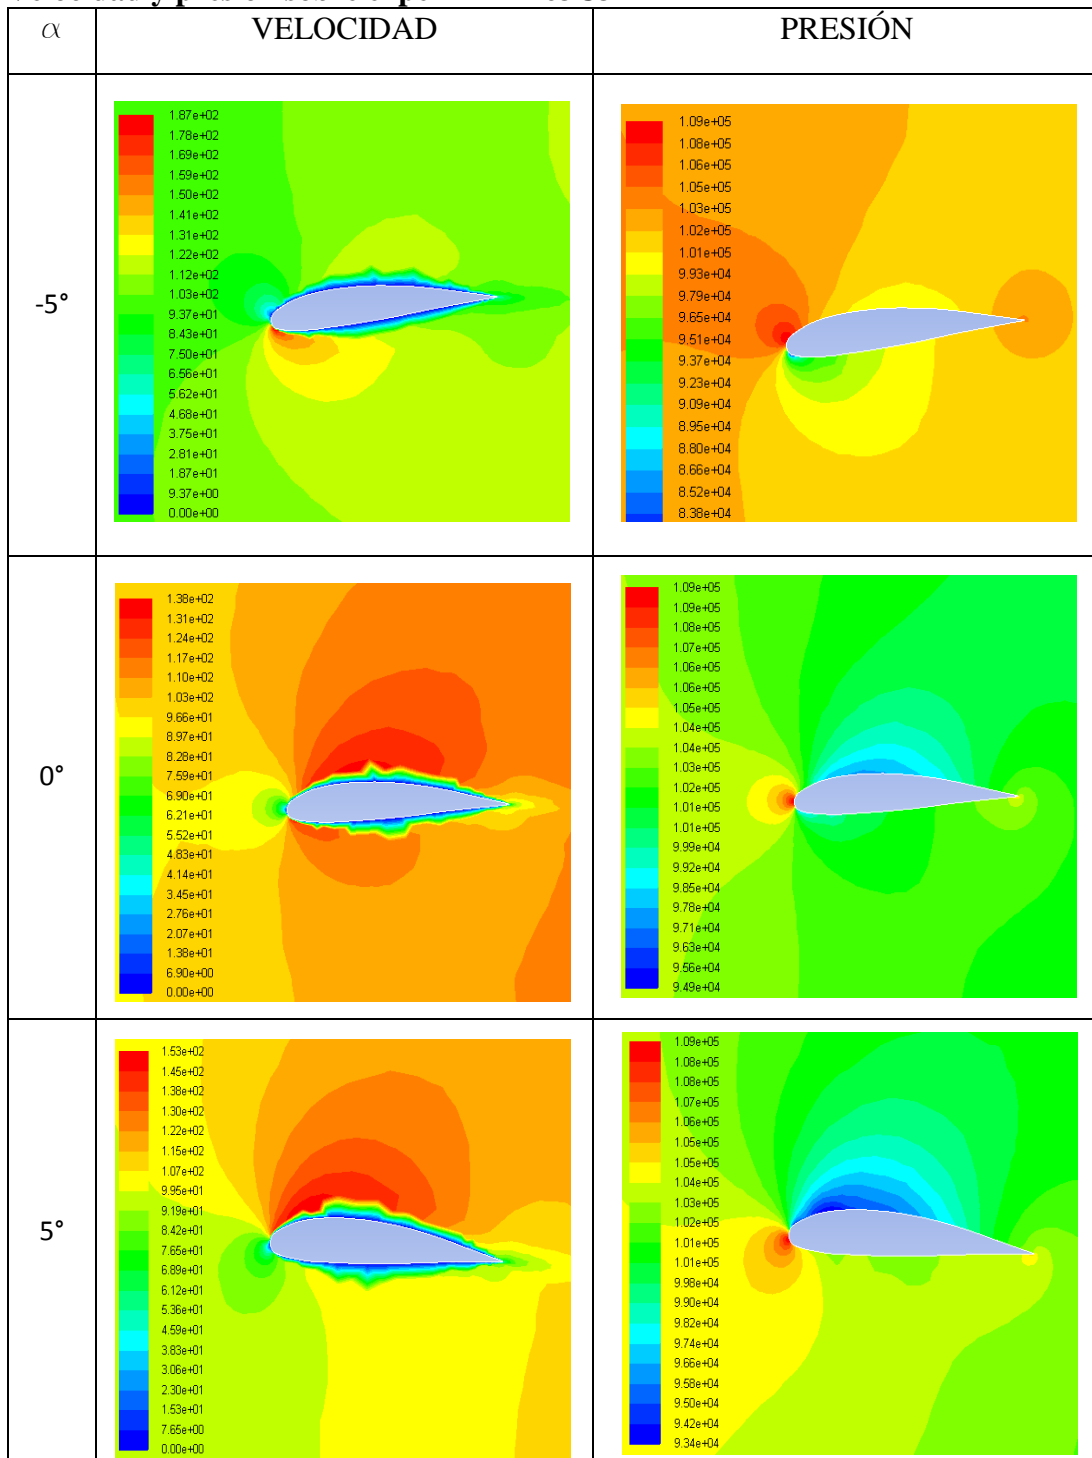 α VELOCIDAD PRESIÓN
-5°
1.87e+02
1.78e+02
1.69e+02
1.59e+02
1.50e+02
1.41e+02
1.31e+02
1.22e+02
1.12e+02
1.03e+02
9.37e+01
8.43e+01
7.50e+01
6.56e+01
5.62e+01
4.68e+01
3.75e+01
2.81e+01
1.87e+01
9.37e+00
0.00e+00
1.09e+05
1.08e+05
1.06e+05
1.05e+05
1.03e+05
1.02e+05
1.01e+05
9.93e+04
9.79e+04
9.65e+04
9.51e+04
9.37e+04
9.23e+04
9.09e+04
8.95e+04
8.80e+04
8.66e+04
8.52e+04
8.38e+04
0°
1.38e+02
1.31e+02
1.24e+02
1.17e+02
1.10e+02
1.03e+02
9.66e+01
8.97e+01
8.28e+01
7.59e+01
6.90e+01
6.21e+01
5.52e+01
4.83e+01
4.14e+01
3.45e+01
2.76e+01
2.07e+01
1.38e+01
6.90e+00
0.00e+00
1.09e+05
1.09e+05
1.08e+05
1.07e+05
1.06e+05
1.06e+05
1.05e+05
1.04e+05
1.04e+05
1.03e+05
1.02e+05
1.01e+05
1.01e+05
9.99e+04
9.92e+04
9.85e+04
9.78e+04
9.71e+04
9.63e+04
9.56e+04
9.49e+04
5°
1.53e+02
1.45e+02
1.38e+02
1.30e+02
1.22e+02
1.15e+02
1.07e+02
9.95e+01
9.19e+01
8.42e+01
7.65e+01
6.89e+01
6.12e+01
5.36e+01
4.59e+01
3.83e+01
3.06e+01
2.30e+01
1.53e+01
7.65e+00
0.00e+00
1.09e+05
1.08e+05
1.08e+05
1.07e+05
1.06e+05
1.05e+05
1.05e+05
1.04e+05
1.03e+05
1.02e+05
1.01e+05
1.01e+05
9.98e+04
9.90e+04
9.82e+04
9.74e+04
9.66e+04
9.58e+04
9.50e+04
9.42e+04
9.34e+04